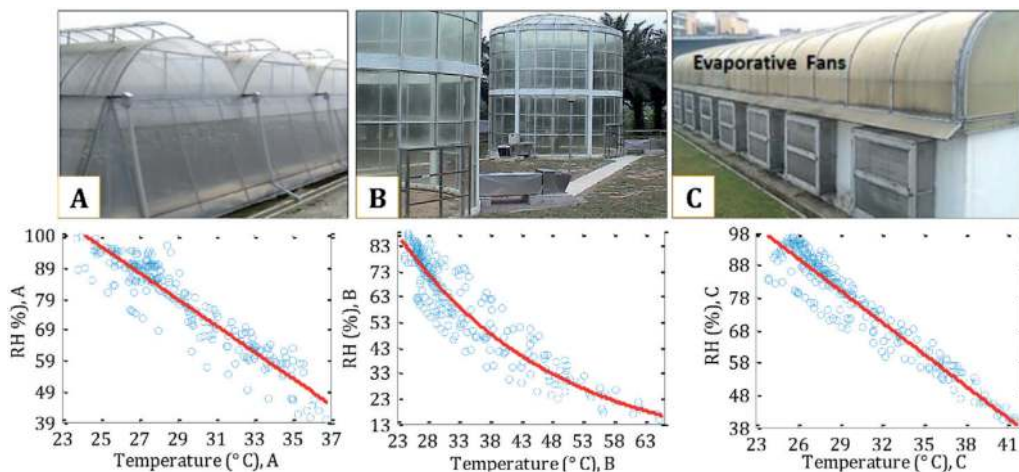 Evaporative Fans
A
B
C
RH %), A
100
89
79
69
59
49
39
23 25 27 29 31 33 35 37
Temperature (° C), A
RH (%), B
83
73
63
53
43
33
23
13
23 28 33 38 43 48 53 58 63
Temperature (° C), B
RH (%), C
98
88
78
68
58
48
38
23 26 29 32 35 38 41
Temperature (° C), C